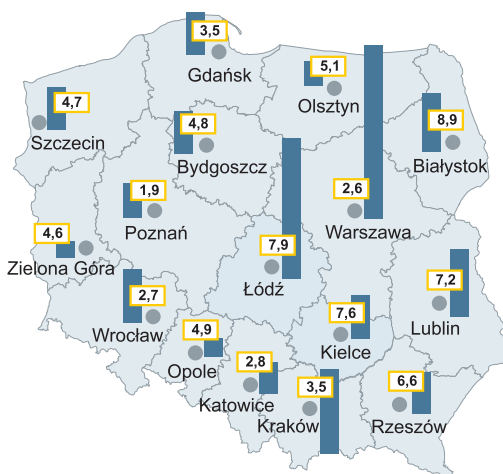 3,5
Gdańsk
5,1
Olsztyn
4,7
Szczecin
4,8
Bydgoszcz
8,9
Białystok
1,9
Poznań
2,6
Warszawa
4,6
Zielona Góra
7,9
Łódź
7,2
Lublin
2,7
Wrocław
7,6
Kielce
4,9
Opole
2,8
Katowice
3,5
Kraków
6,6
Rzeszów